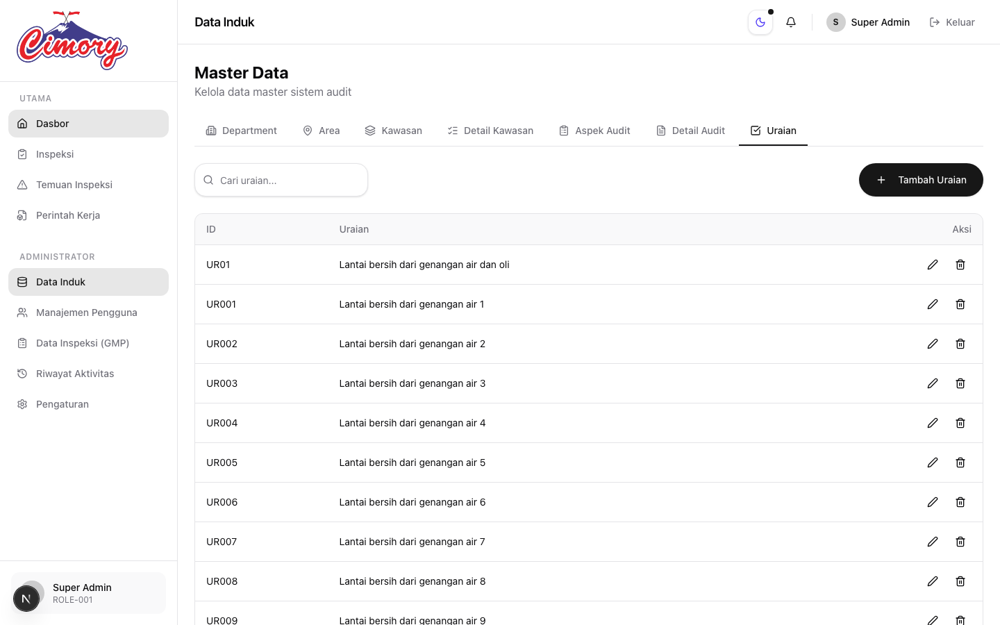 Cimory
UTAMA
Dasbor
Inspeksi
Temuan Inspeksi
Perintah Kerja
ADMINISTRATOR
Data Induk
Manajemen Pengguna
Data Inspeksi (GMP)
Riwayat Aktivitas
Pengaturan
Super Admin
ROLE-001
N
Data Induk
S Super Admin Keluar
Master Data
Kelola data master sistem audit
Department Area Kawasan Detail Kawasan Aspek Audit Detail Audit Uraian
Cari uraian...
Tambah Uraian
ID Uraian Aksi
UR01 Lantai bersih dari genangan air dan oli
UR001 Lantai bersih dari genangan air 1
UR002 Lantai bersih dari genangan air 2
UR003 Lantai bersih dari genangan air 3
UR004 Lantai bersih dari genangan air 4
UR005 Lantai bersih dari genangan air 5
UR006 Lantai bersih dari genangan air 6
UR007 Lantai bersih dari genangan air 7
UR008 Lantai bersih dari genangan air 8
UR009 Lantai bersih dari genangan air 9